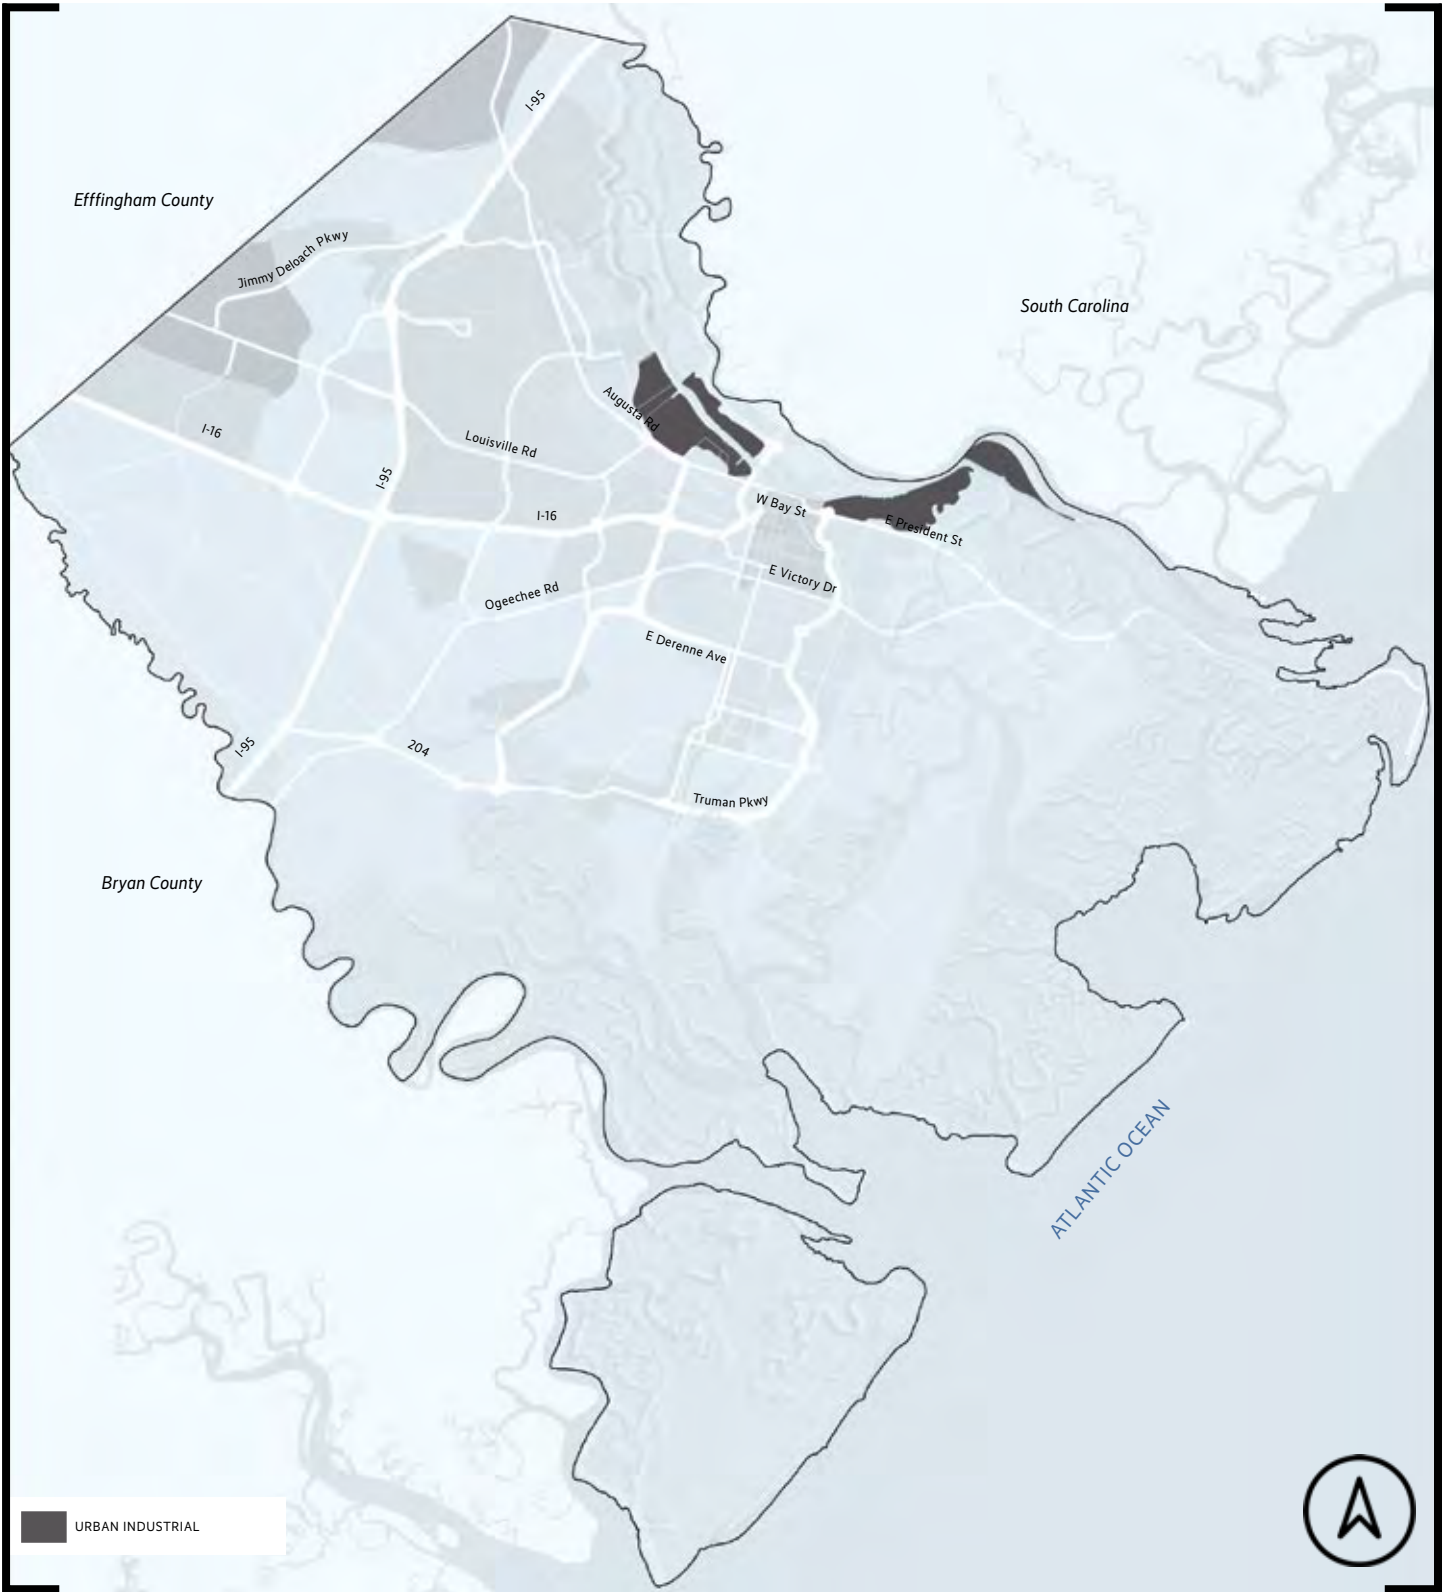 I-95
Efffingham County
Jimmy Deloach Pkwy
South Carolina
Augusta Rd
I-16
Louisville Rd
I-95
W Bay St
I-16
E President St
E Victory Dr
Ogeechee Rd
E Derenne Ave
I-95
204
Truman Pkwy
Bryan County
ATLANTIC OCEAN
URBAN INDUSTRIAL